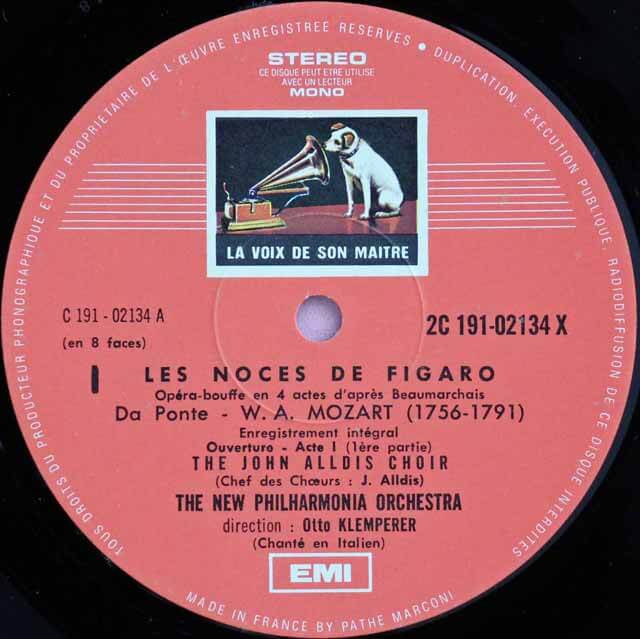 TOUS DROITS DU PRODUCTEUR PHONOGRAPHIQUE ET DU PROPRIETAIRE DE L'ŒUVRE ENREGISTREE RESERVES • DUPLICATION, EXECUTION PUBLIQUE, RADIODIFFUSION DE CE DISQUE INTERDITES
STEREO
CE DISQUE PEUT ETRE UTILISE
AVEC UN LECTEUR
MONO
LA VOIX DE SON MAITRE
C 191 - 02134 A
2C 191-02134 X
(en 8 faces)
1 LES NOCES DE FIGARO
Opéra-bouffe en 4 actes d'après Beaumarchais
Da Ponte - W. A. MOZART (1756-1791)
Enregistrement intégral
Ouverture - Acte I (1ère partie)
THE JOHN ALLDIS CHOIR
(Chef des Chœurs : J. Alldis)
THE NEW PHILHARMONIA ORCHESTRA
direction : Otto KLEMPERER
(Chanté en Italien)
EMI
MADE IN FRANCE BY PATHE MARCONI